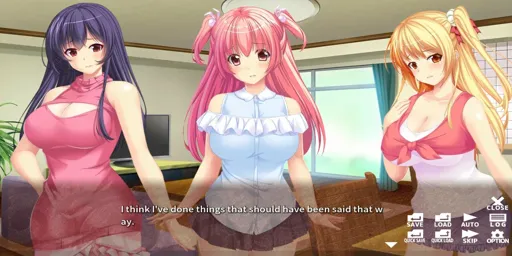 I think I've done things that should have been said that w
ay.
CLOSE
SAVE LOAD AUTO LOG
QUICK SAVE QUICK LOAD SKIP OPTION